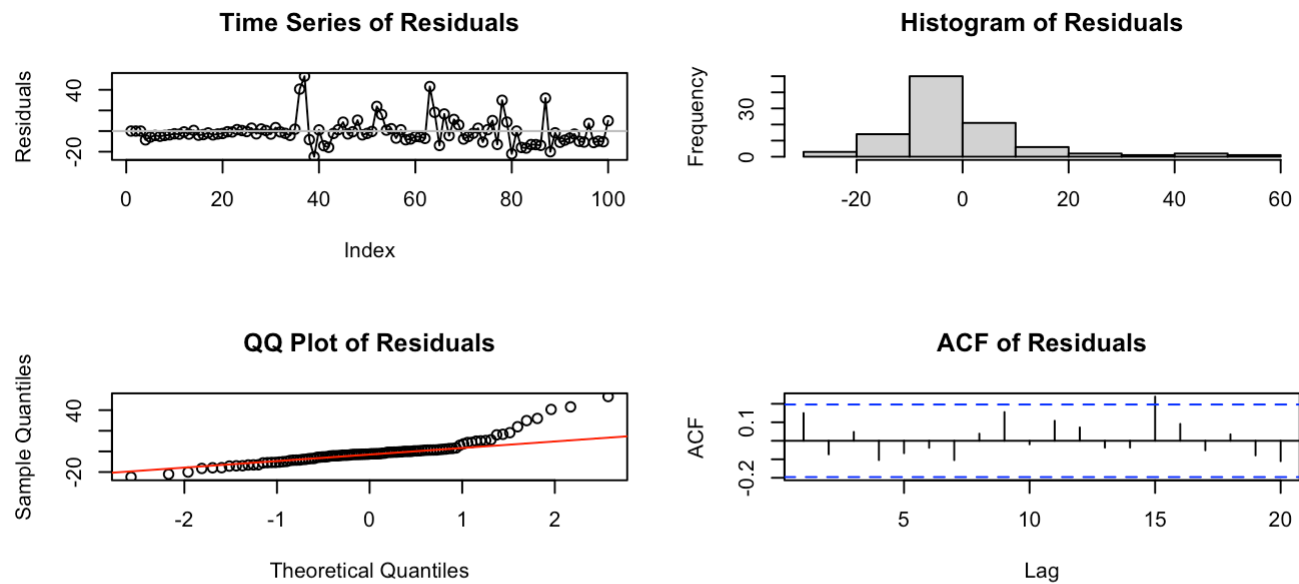 Time Series of Residuals
Residuals
40
-20
0 20 40 60 80 100
Index
Histogram of Residuals
Frequency
30
0
-20 0 20 40 60
QQ Plot of Residuals
Sample Quantiles
40
-20
-2 -1 0 1 2
Theoretical Quantiles
ACF of Residuals
ACF
0.1
-0.2
5 10 15 20
Lag